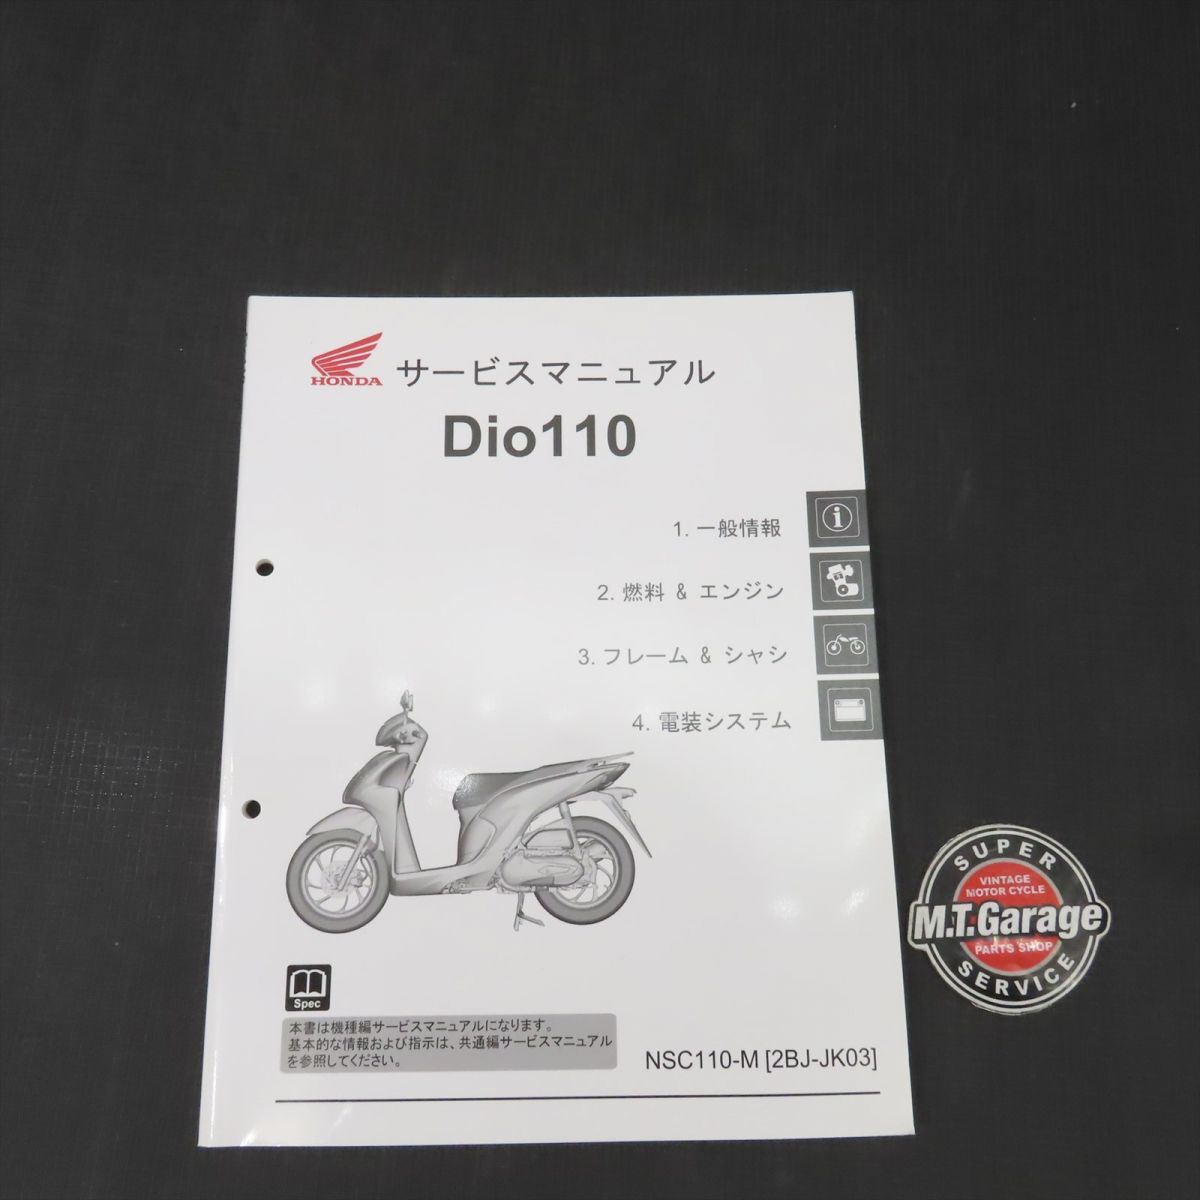 HONDA
サービスマニュアル
Dio110
1. 一般情報
2. 燃料 & エンジン
3. フレーム & シャシ
4. 電装システム
Spec
本書は機種編サービスマニュアルになります。
基本的な情報および指示は、共通編サービスマニュアル
を参照してください。
NSC110-M [2BJ-JK03]
SUPER
VINTAGE
MOTOR CYCLE
M.T.Garage
PARTS SHOP
SERVICE